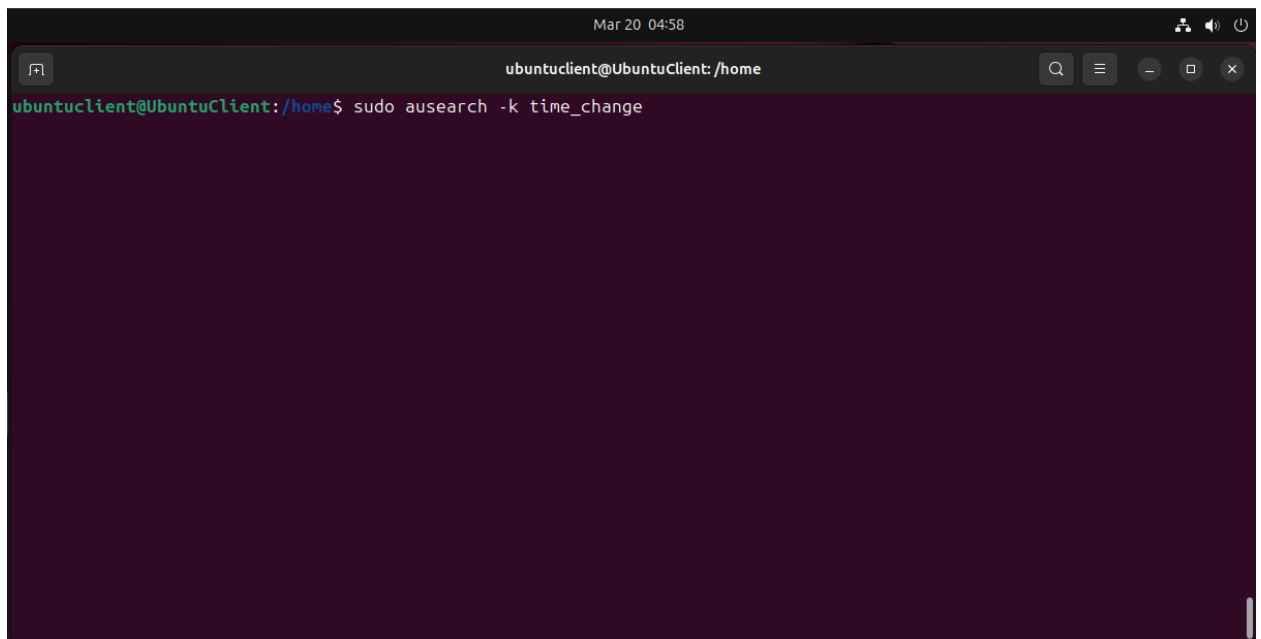 Mar 20 04:58
ubuntuclient@UbuntuClient: /home
ubuntuclient@UbuntuClient:/home$ sudo ausearch -k time_change